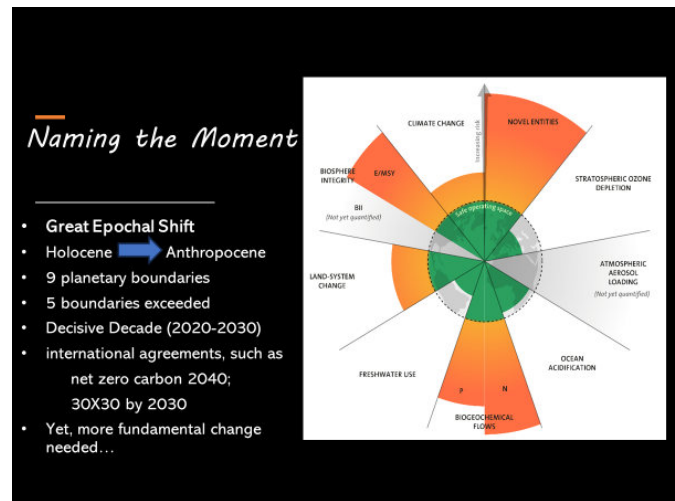 Naming the Moment
• Great Epochal Shift
• Holocene Anthropocene
• 9 planetary boundaries
• 5 boundaries exceeded
• Decisive Decade (2020-2030)
• international agreements, such as
net zero carbon 2040;
30X30 by 2030
• Yet, more fundamental change
needed…
CLIMATE CHANGE
NOVEL ENTITIES
Increasing risk
STRATOSPHERIC OZONE
DEPLETION
BIOSPHERE
INTEGRITY
E/MSY
BII
(Not yet quantified)
Safe operating space
ATMOSPHERIC
AEROSOL
LOADING
(Not yet quantified)
LAND-SYSTEM
CHANGE
OCEAN
ACIDIFICATION
FRESHWATER USE
P
N
BIOGEOCHEMICAL
FLOWS